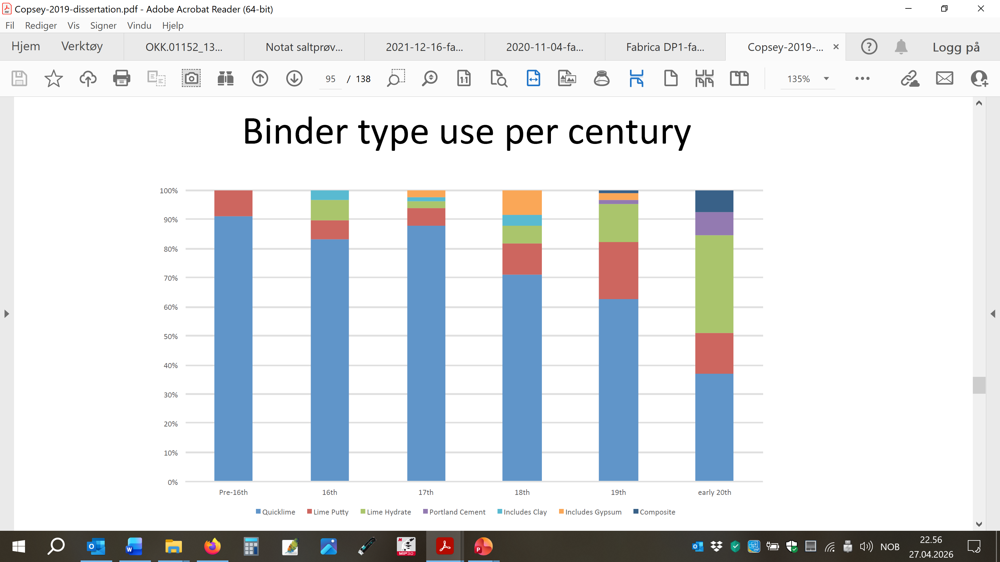 Copsey-2019-dissertation.pdf - Adobe Acrobat Reader (64-bit)
Fil Rediger Vis Signer Vindu Hjelp
Hjem Verktøy OKK.01152_13... Notat saltprøv... 2021-12-16-fa... 2020-11-04-fa... Fabrica DP1-fa... Copsey-2019-... Logg på
95 / 138 1:1 135%
Binder type use per century
100%
90%
80%
70%
60%
50%
40%
30%
20%
10%
0%
Pre-16th 16th 17th 18th 19th early 20th
Quicklime Lime Putty Lime Hydrate Portland Cement Includes Clay Includes Gypsum Composite
MIP3.0
NOB
22.56
27.04.2026